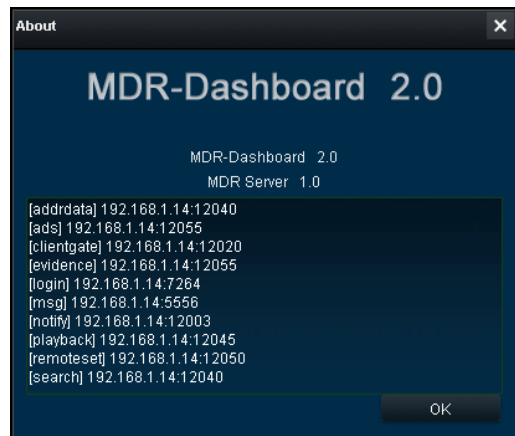 About
MDR-Dashboard 2.0
MDR-Dashboard 2.0
MDR Server 1.0
[addrdata] 192.168.1.14:12040
[ads] 192.168.1.14:12055
[clientgate] 192.168.1.14:12020
[evidence] 192.168.1.14:12055
[login] 192.168.1.14:7264
[msg] 192.168.1.14:5556
[notify] 192.168.1.14:12003
[playback] 192.168.1.14:12045
[remoteset] 192.168.1.14:12050
[search] 192.168.1.14:12040
OK